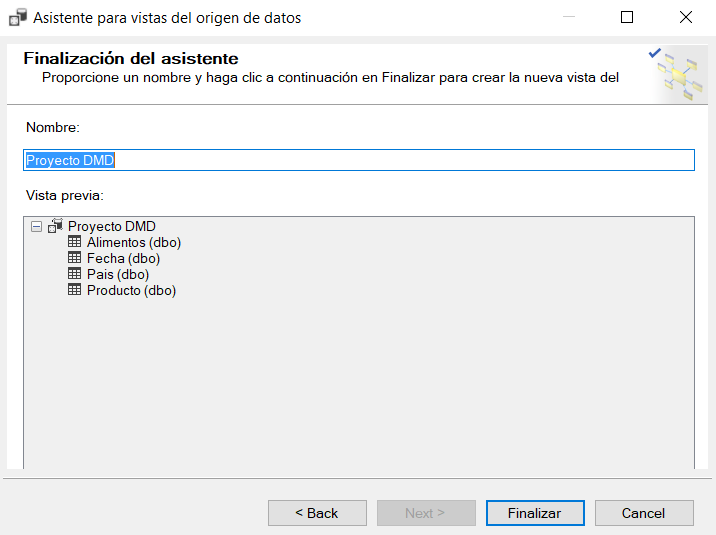 Asistente para vistas del origen de datos
Finalización del asistente
Proporcione un nombre y haga clic a continuación en Finalizar para crear la nueva vista del
Nombre:
Proyecto DMD
Vista previa:
Proyecto DMD
Alimentos (dbo)
Fecha (dbo)
Pais (dbo)
Producto (dbo)
< Back
Next >
Finalizar
Cancel